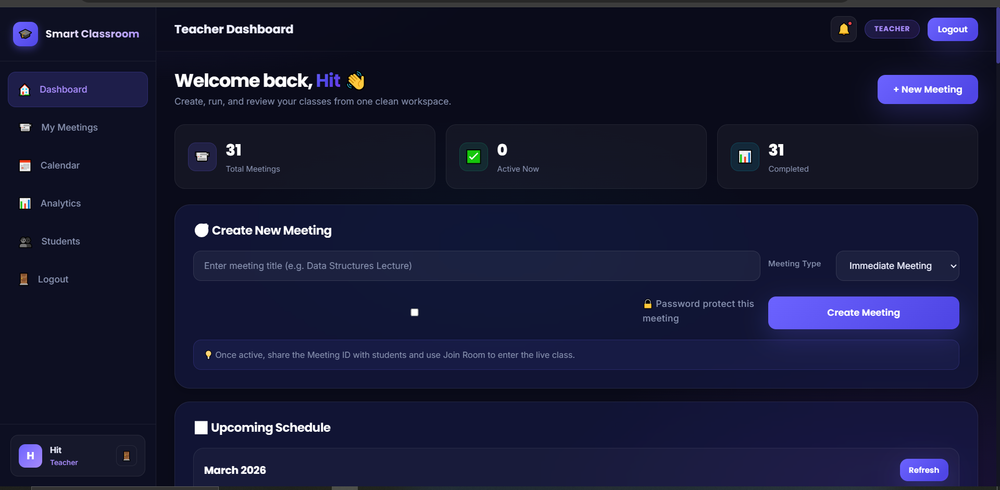 Smart Classroom
Teacher Dashboard
TEACHER
Logout
Dashboard
My Meetings
Calendar
Analytics
Students
Logout
Welcome back, Hit 👋
Create, run, and review your classes from one clean workspace.
+ New Meeting
31
Total Meetings
0
Active Now
31
Completed
Create New Meeting
Enter meeting title (e.g. Data Structures Lecture)
Meeting Type
Immediate Meeting
🔒 Password protect this
meeting
Create Meeting
💡 Once active, share the Meeting ID with students and use Join Room to enter the live class.
Upcoming Schedule
March 2026
Refresh
H
Hit
Teacher